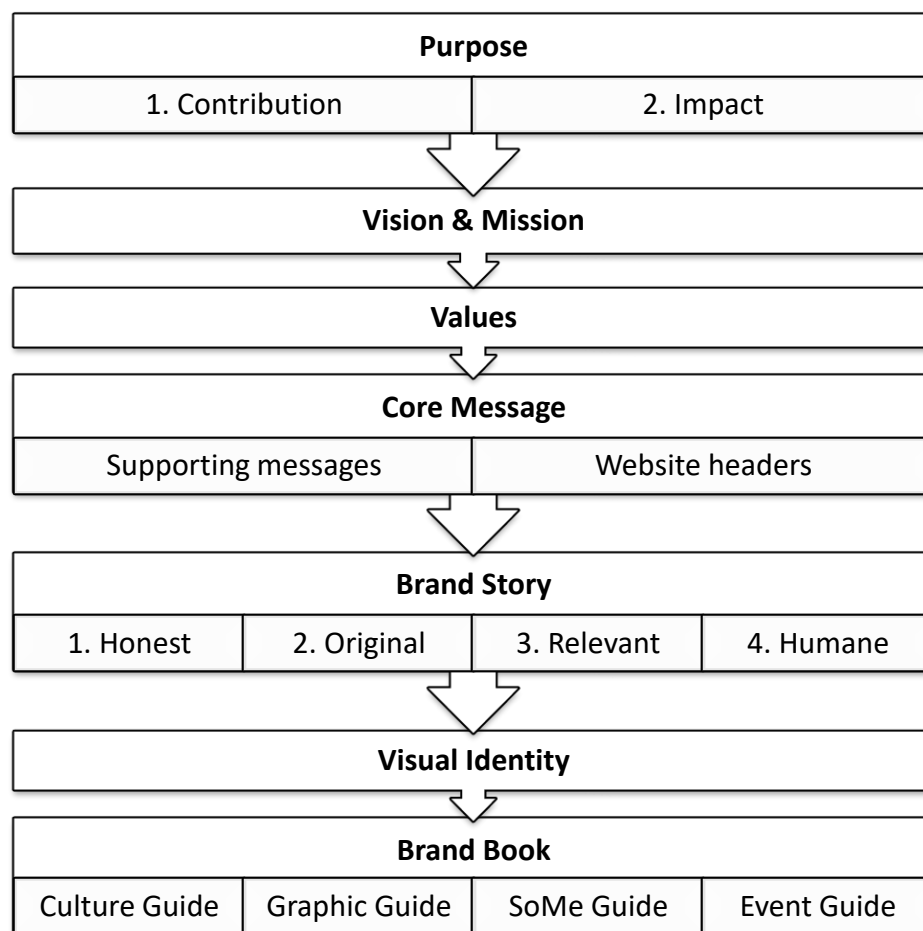 Purpose
1. Contribution
2. Impact
Vision & Mission
Values
Core Message
Supporting messages
Website headers
Brand Story
1. Honest
2. Original
3. Relevant
4. Humane
Visual Identity
Brand Book
Culture Guide
Graphic Guide
SoMe Guide
Event Guide